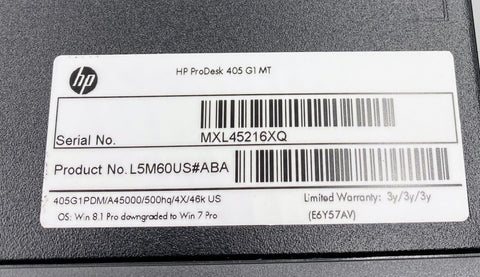 hp
HP ProDesk 405 G1 MT
Serial No.
MXL45216XQ
Product No.L5M60US#ABA
405G1PDM/A45000/500hq/4X/46k US
Limited Warranty: 3y/3y/3y
OS: Win 8.1 Pro downgraded to Win 7 Pro
(E6Y57AV)